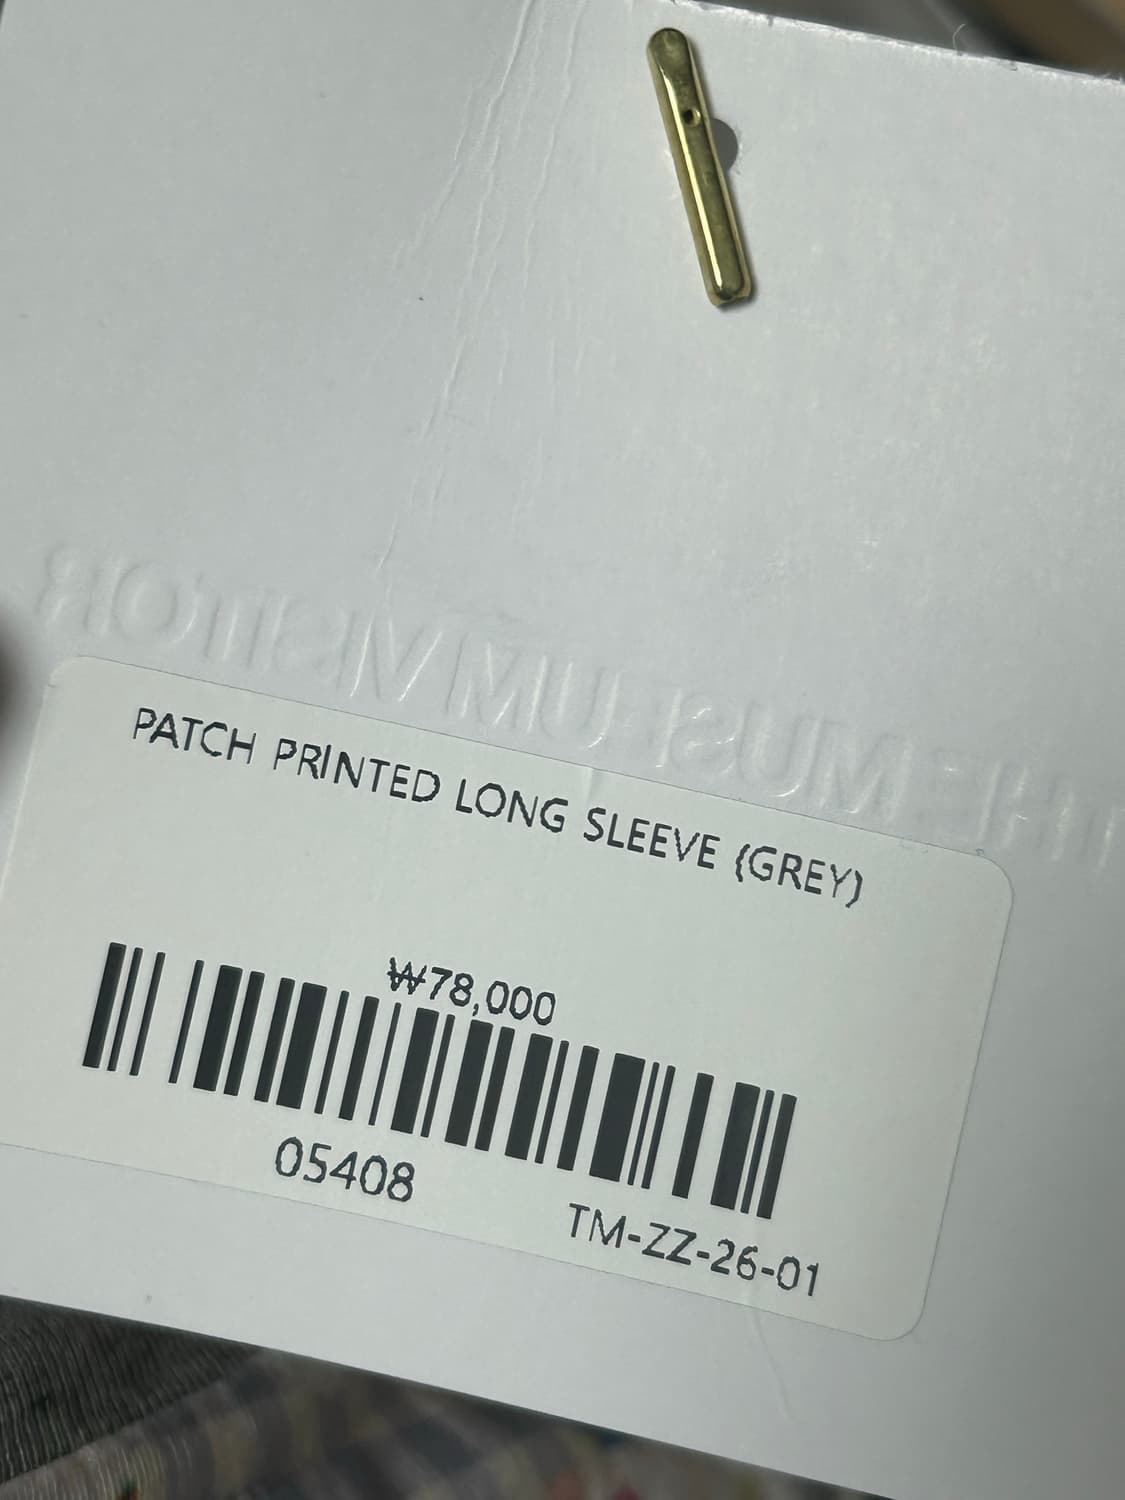 THE MUSEUM VISITOR
PATCH PRINTED LONG SLEEVE (GREY)
₩78,000
05408
TM-ZZ-26-01